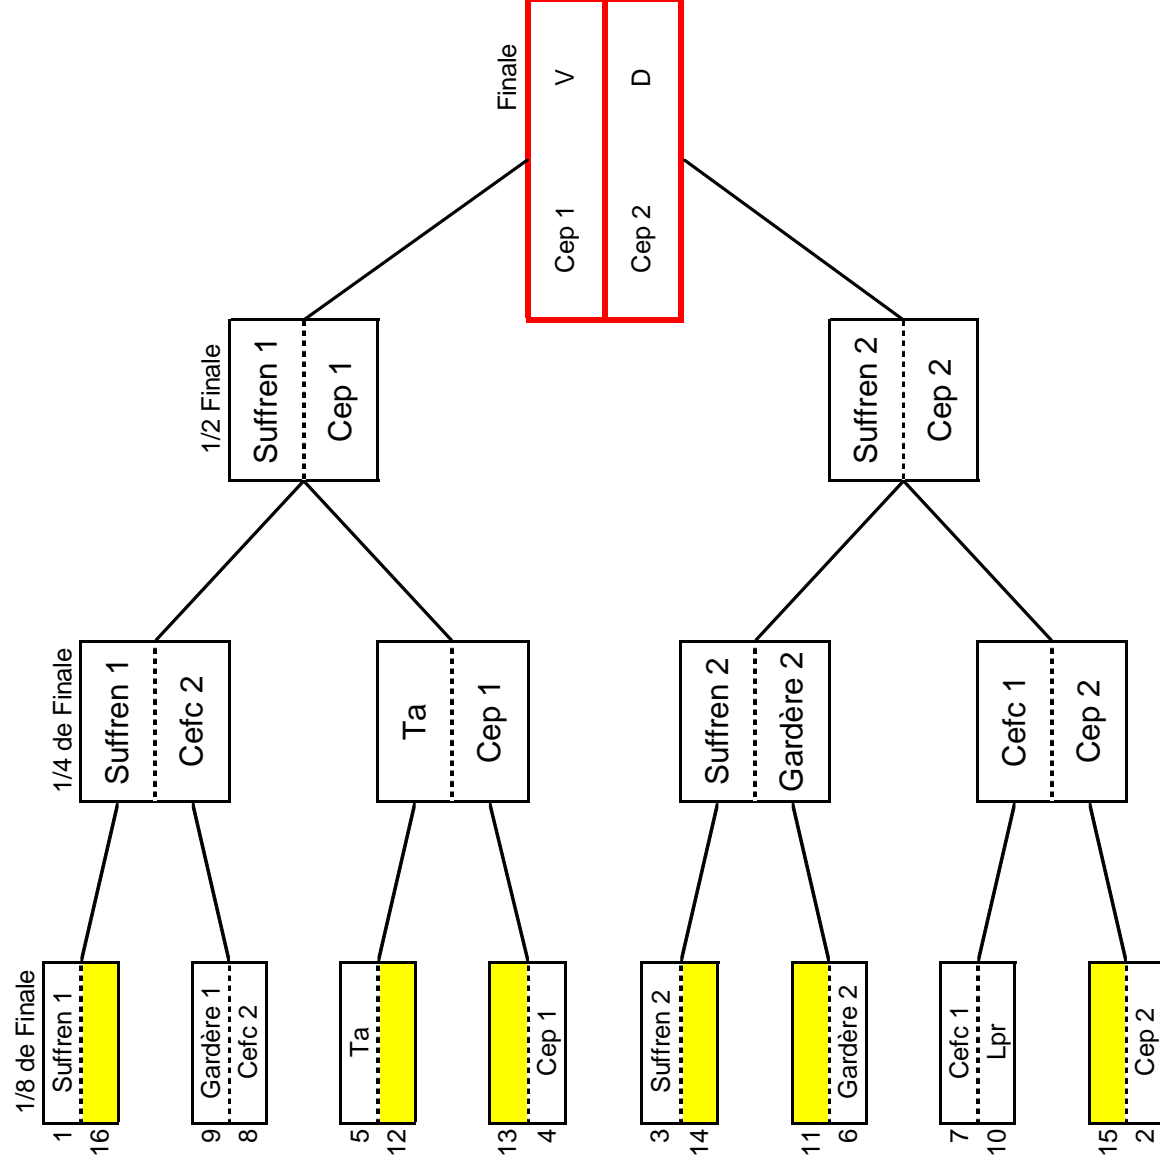 1/8 de Finale
1
Suffren 1
16
9
Gardère 1
8
Cefc 2
5
Ta
12
13
4
Cep 1
3
Suffren 2
14
11
6
Gardère 2
7
Cefc 1
10
Lpr
15
2
Cep 2
1/4 de Finale
Suffren 1
Cefc 2
Ta
Cep 1
Suffren 2
Gardère 2
Cefc 1
Cep 2
1/2 Finale
Suffren 1
Cep 1
Suffren 2
Cep 2
Finale
Cep 1 V
Cep 2 D